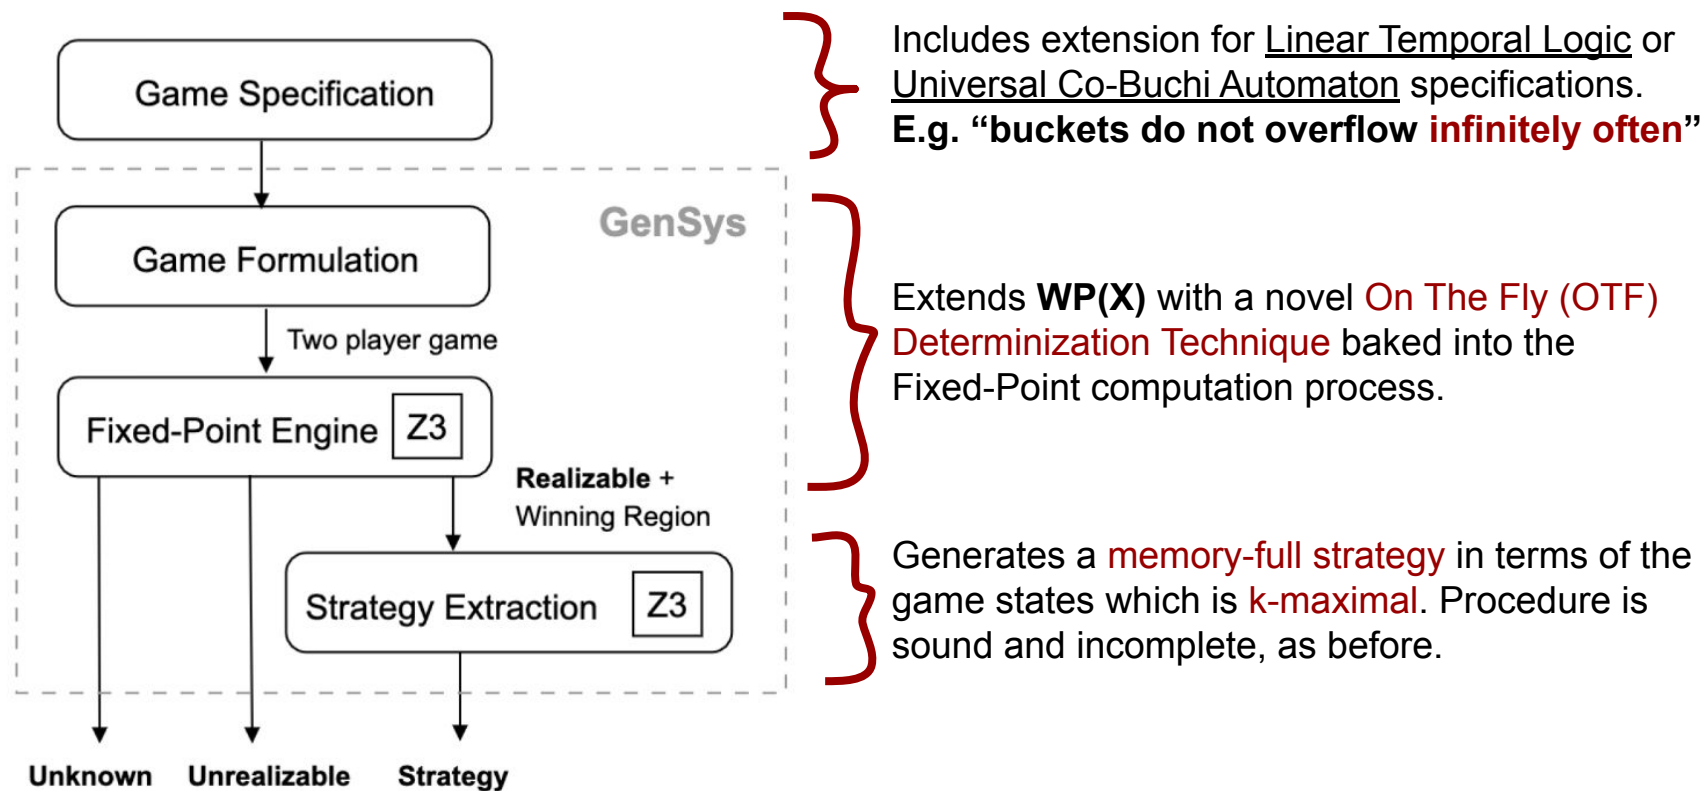 Game Specification
Includes extension for Linear Temporal Logic or
Universal Co-Buchi Automaton specifications.
E.g. “buckets do not overflow infinitely often”
GenSys
Game Formulation
Two player game
Extends WP(X) with a novel On The Fly (OTF)
Determinization Technique baked into the
Fixed-Point computation process.
Fixed-Point Engine Z3
Realizable +
Winning Region
Strategy Extraction Z3
Generates a memory-full strategy in terms of the
game states which is k-maximal. Procedure is
sound and incomplete, as before.
Unknown Unrealizable Strategy